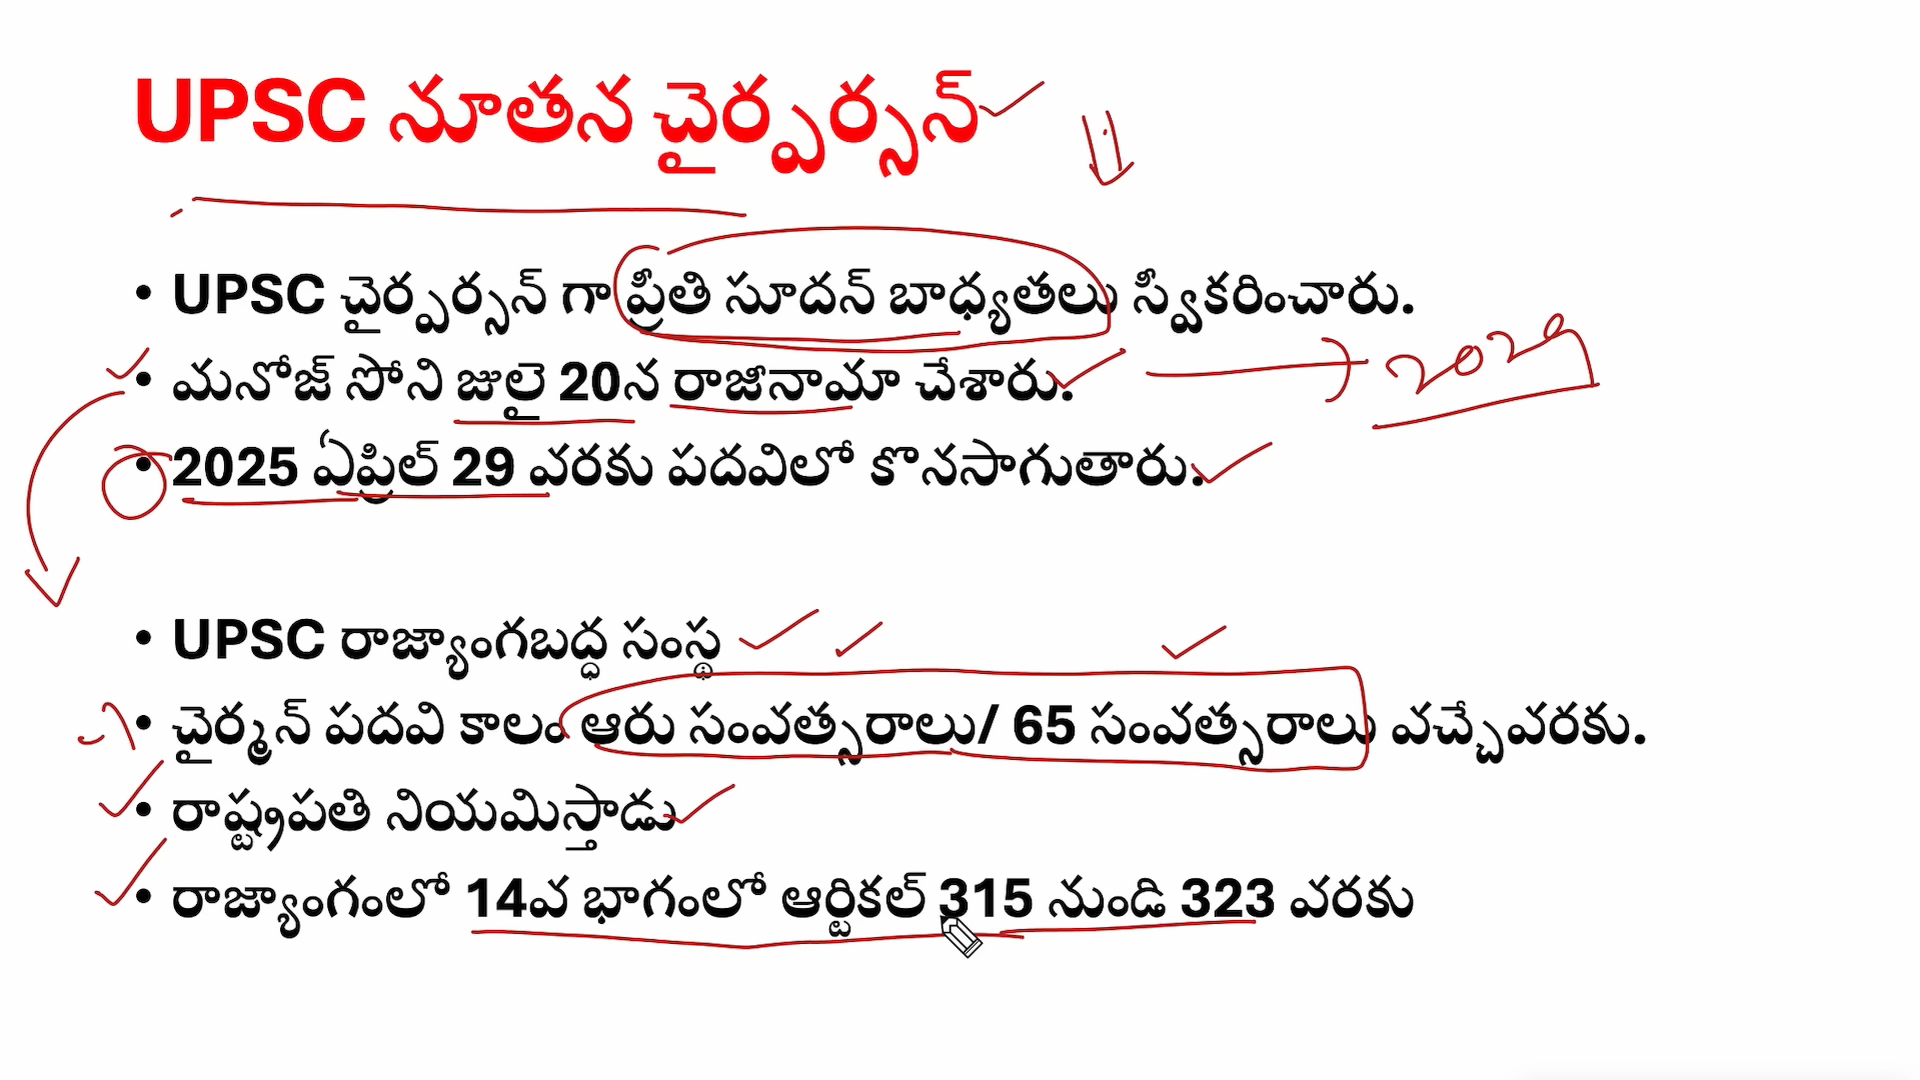 UPSC నూతన చైర్పర్సన్
• UPSC చైర్పర్సన్ గా ప్రీతి సూదన్ బాధ్యతలు స్వీకరించారు.
• మనోజ్ సోని జులై 20న రాజీనామా చేశారు.
2029
• 2025 ఏప్రిల్ 29 వరకు పదవిలో కొనసాగుతారు.
• UPSC రాజ్యాంగబద్ధ సంస్థ
• చైర్మన్ పదవి కాలం ఆరు సంవత్సరాలు/ 65 సంవత్సరాలు వచ్చేవరకు.
• రాష్ట్రపతి నియమిస్తాడు
• రాజ్యాంగంలో 14వ భాగంలో ఆర్టికల్ 315 నుండి 323 వరకు